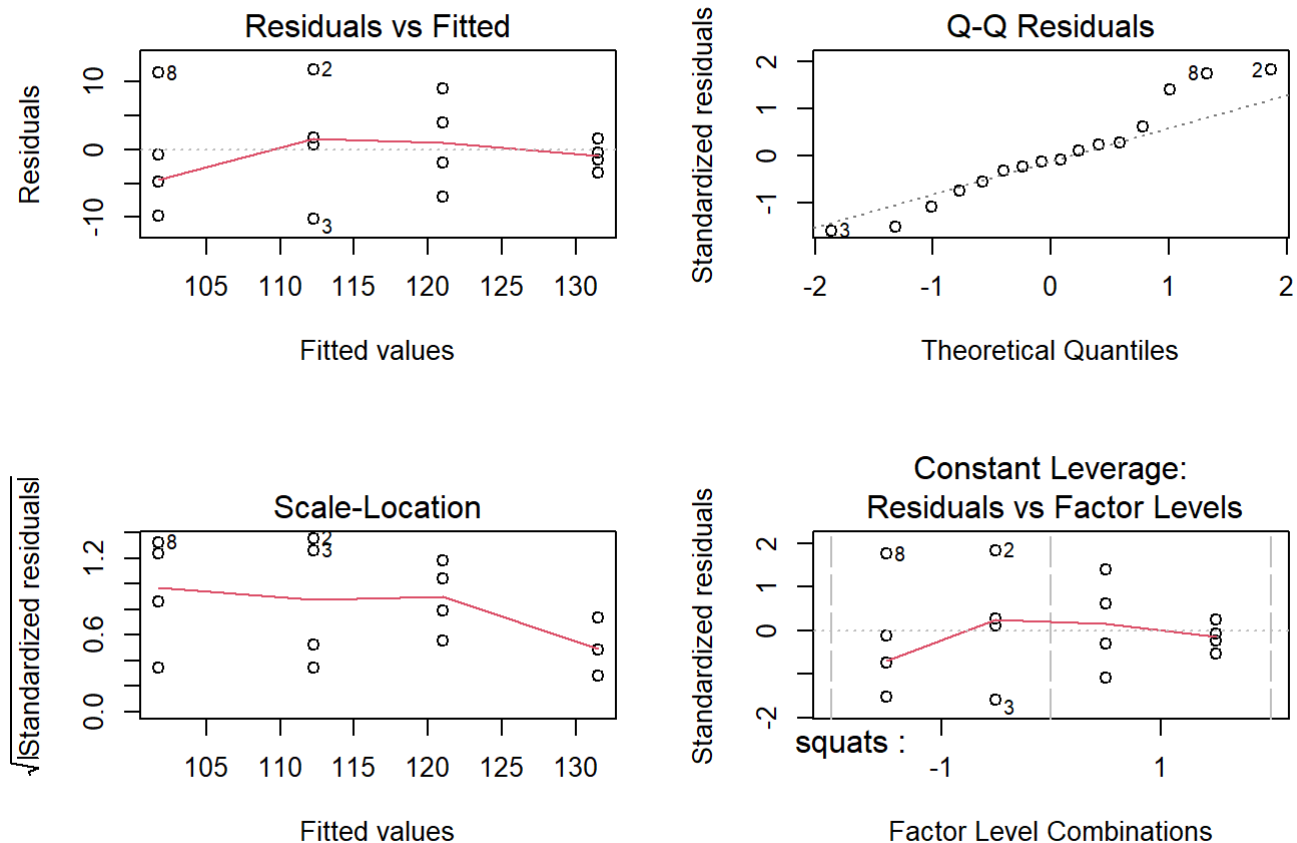 Residuals vs Fitted
Residuals
10
0
-10
8
2
3
105 110 115 120 125 130
Fitted values
Q-Q Residuals
Standardized residuals
2
1
0
-1
8
2
3
-2 -1 0 1 2
Theoretical Quantiles
Scale-Location
√|Standardized residuals|
1.2
0.6
0.0
8
2
3
105 110 115 120 125 130
Fitted values
Constant Leverage:
Residuals vs Factor Levels
Standardized residuals
2
1
0
-2
8
2
3
squats :
-1 1
Factor Level Combinations